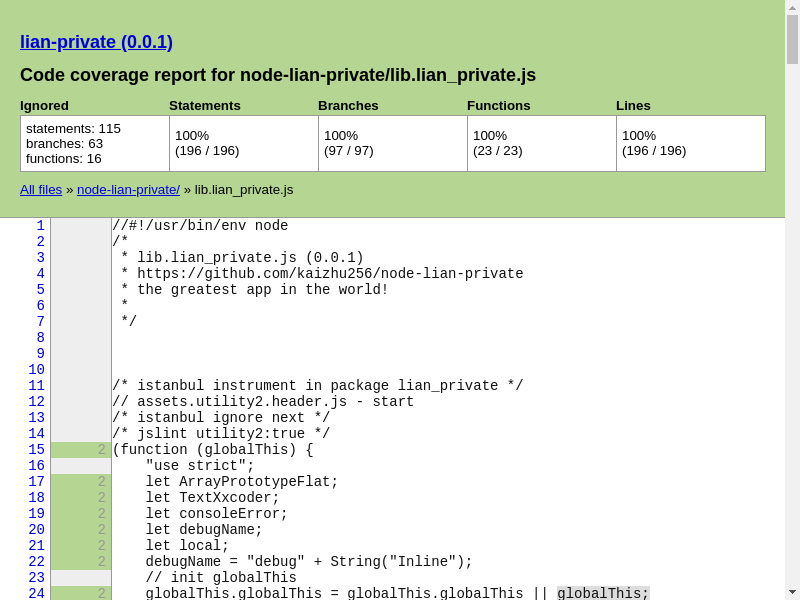 lian-private (0.0.1)
Code coverage report for node-lian-private/lib.lian_private.js
Ignored Statements Branches Functions Lines
statements: 115
branches: 63
functions: 16
100%
(196 / 196)
100%
(97 / 97)
100%
(23 / 23)
100%
(196 / 196)
All files » node-lian-private/ » lib.lian_private.js
1 //#!/usr/bin/env node
2 /*
3  * lib.lian_private.js (0.0.1)
4  * https://github.com/kaizhu256/node-lian-private
5  * the greatest app in the world!
6  *
7  */
8
9
10
11 /* istanbul instrument in package lian_private */
12 // assets.utility2.header.js - start
13 /* istanbul ignore next */
14 /* jslint utility2:true */
15 2 (function (globalThis) {
16     "use strict";
17 2     let ArrayPrototypeFlat;
18 2     let TextXxcoder;
19 2     let consoleError;
20 2     let debugName;
21 2     let local;
22 2     debugName = "debug" + String("Inline");
23     // init globalThis
24 2     globalThis.globalThis = globalThis.globalThis || globalThis;